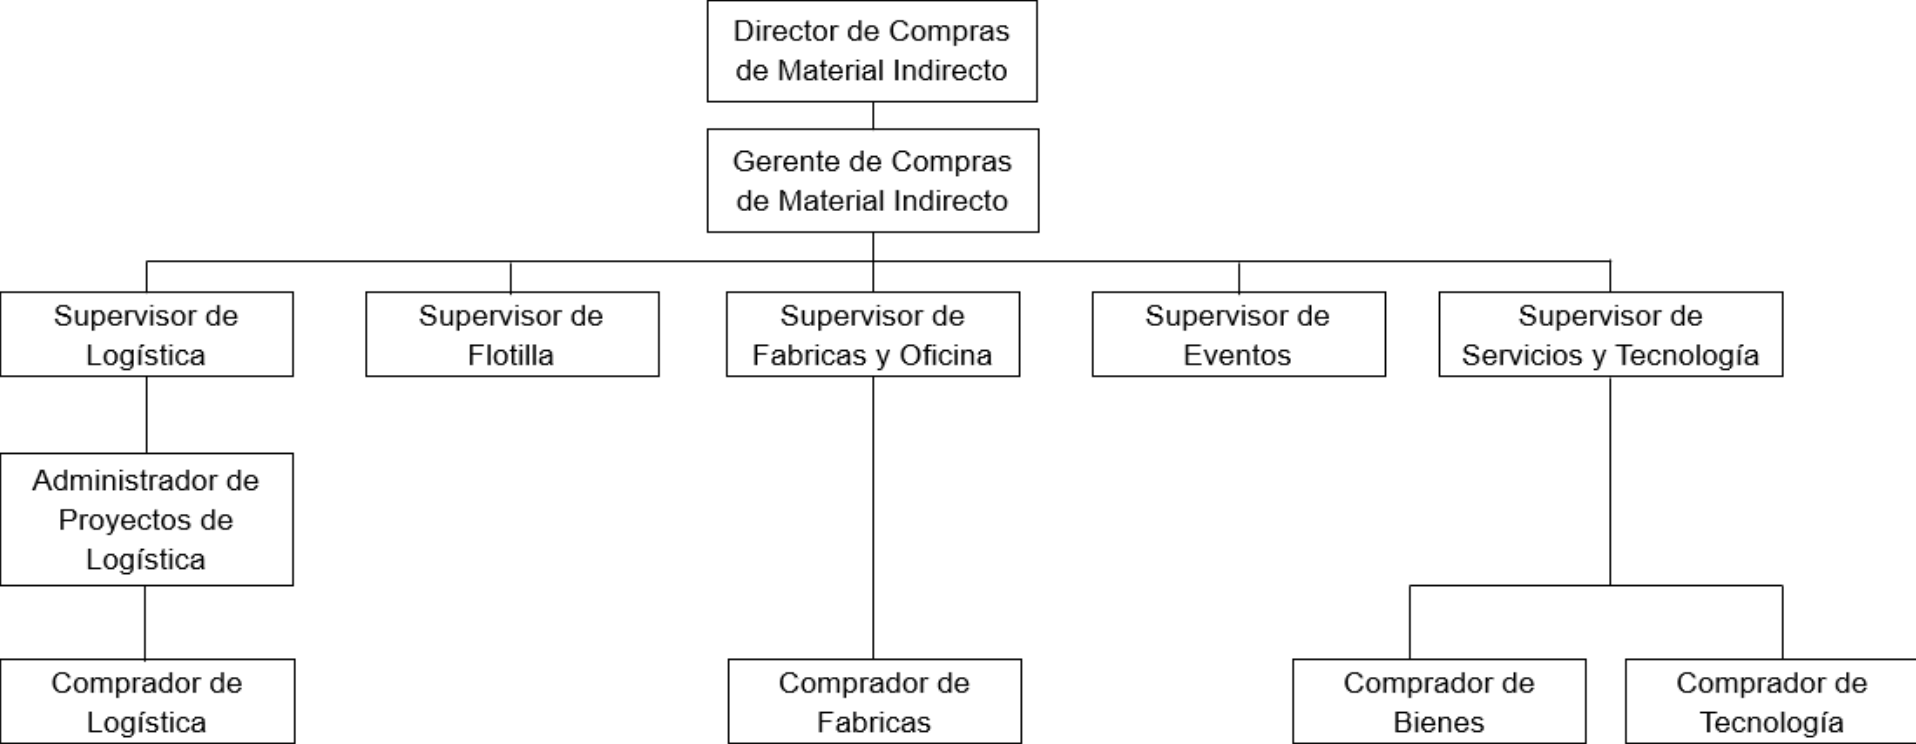 Director de Compras
de Material Indirecto
Gerente de Compras
de Material Indirecto
Supervisor de
Logística
Supervisor de
Flotilla
Supervisor de
Fabricas y Oficina
Supervisor de
Eventos
Supervisor de
Servicios y Tecnología
Administrador de
Proyectos de
Logística
Comprador de
Logística
Comprador de
Fabricas
Comprador de
Bienes
Comprador de
Tecnología